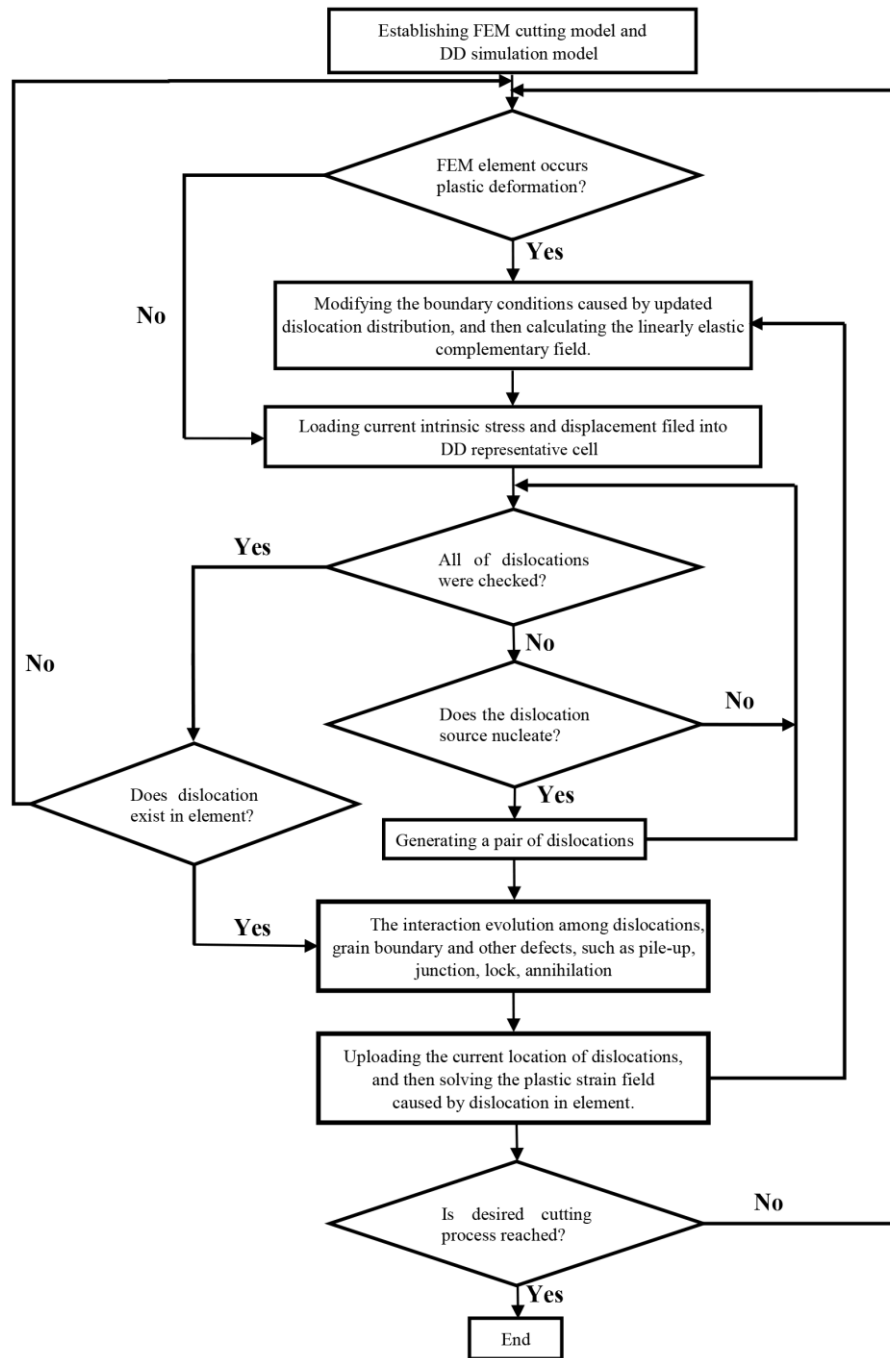 Establishing FEM cutting model and
DD simulation model
FEM element occurs
plastic deformation?
Yes
No
Modifying the boundary conditions caused by updated
dislocation distribution, and then calculating the linearly elastic
complementary field.
Loading current intrinsic stress and displacement filed into
DD representative cell
Yes
All of dislocations
were checked?
No
No
Does the dislocation
source nucleate?
No
Yes
Does dislocation
exist in element?
Generating a pair of dislocations
Yes
The interaction evolution among dislocations,
grain boundary and other defects, such as pile-up,
junction, lock, annihilation
Uploading the current location of dislocations,
and then solving the plastic strain field
caused by dislocation in element.
Is desired cutting
process reached?
No
Yes
End